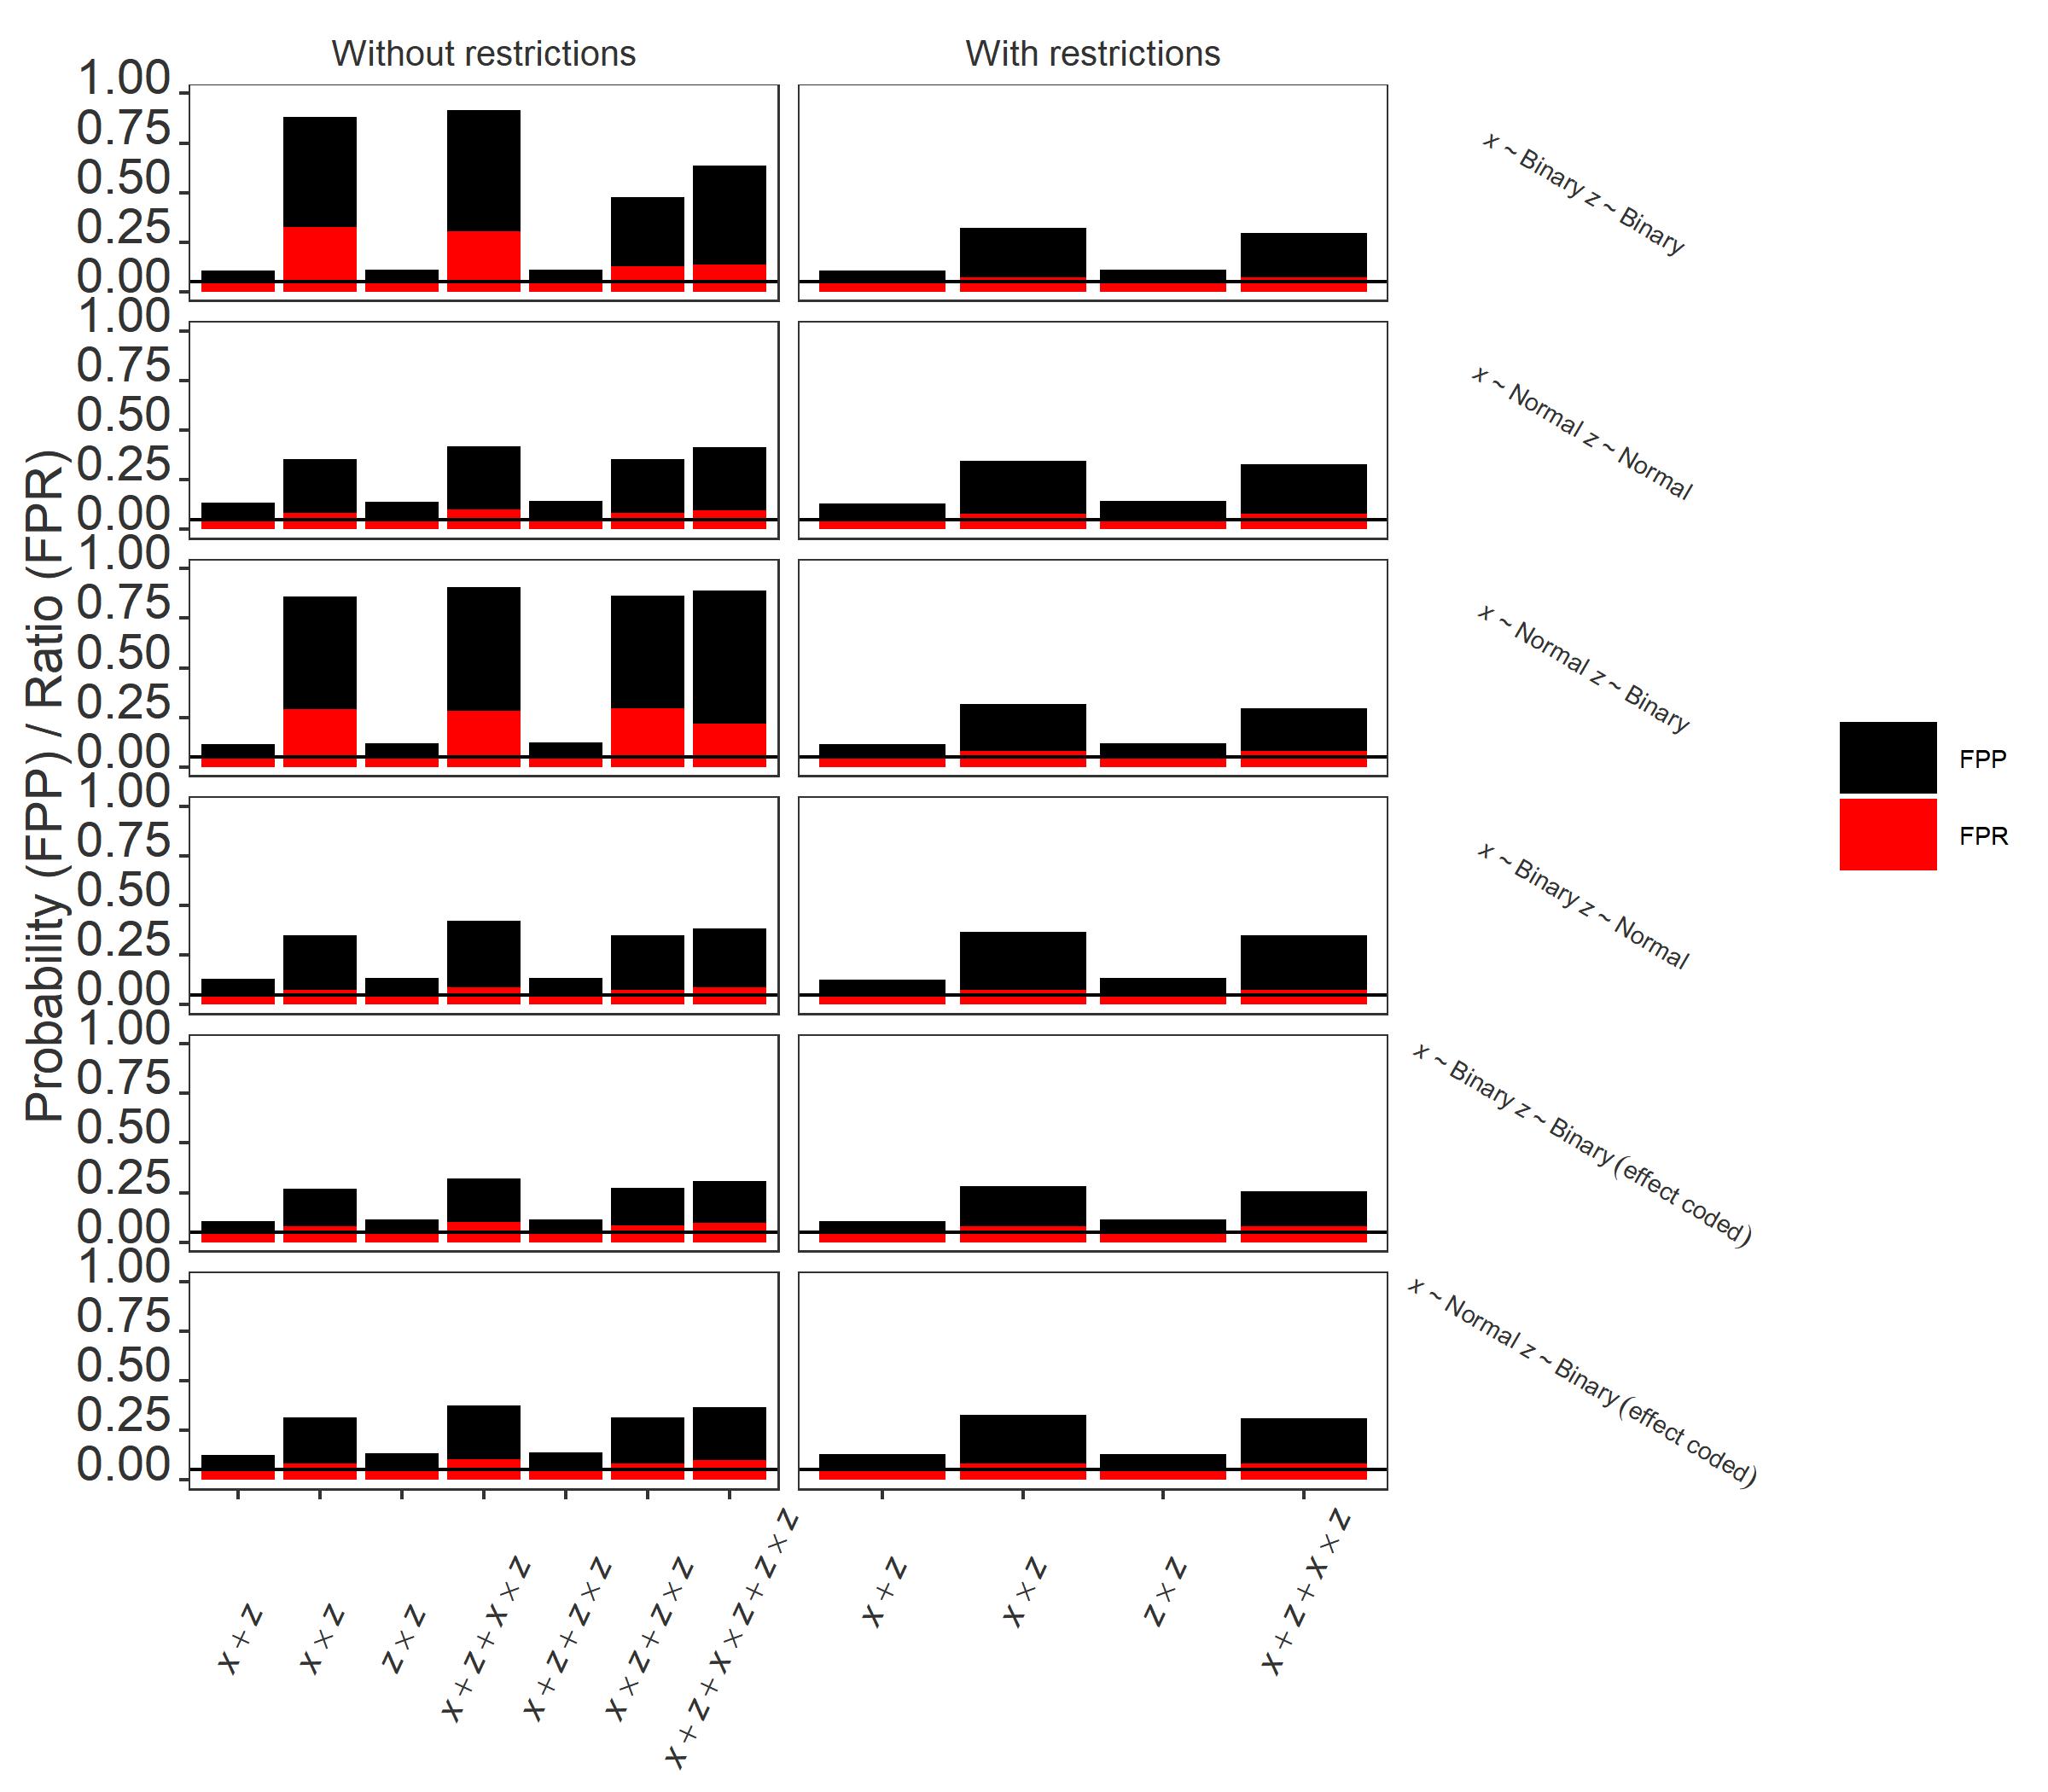 Without restrictions
With restrictions
Probability (FPP) / Ratio (FPR)
1.00
0.75
0.50
0.25
0.00
x ~ Binary z ~ Binary
1.00
0.75
0.50
0.25
0.00
x ~ Normal z ~ Normal
1.00
0.75
0.50
0.25
0.00
x ~ Normal z ~ Binary
1.00
0.75
0.50
0.25
0.00
x ~ Binary z ~ Normal
1.00
0.75
0.50
0.25
0.00
x ~ Binary z ~ Binary (effect coded)
1.00
0.75
0.50
0.25
0.00
x ~ Normal z ~ Binary (effect coded)
x + z
x × z
z × z
x + z + x × z
x + z + z × z
x × z + z × z
x + z + x × z + z × z
x + z
x × z
z × z
x + z + x × z
FPP
FPR